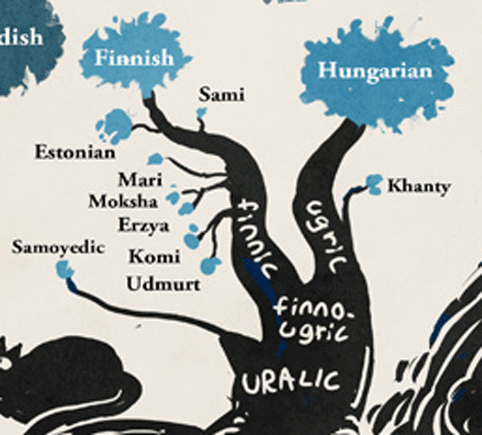 dish
Finnish
Hungarian
Sami
Estonian
Mari
Khanty
Moksha
Erzya
Samoyedic
Komi
Udmurt
finnic
ugric
finno-
ugric
URALIC